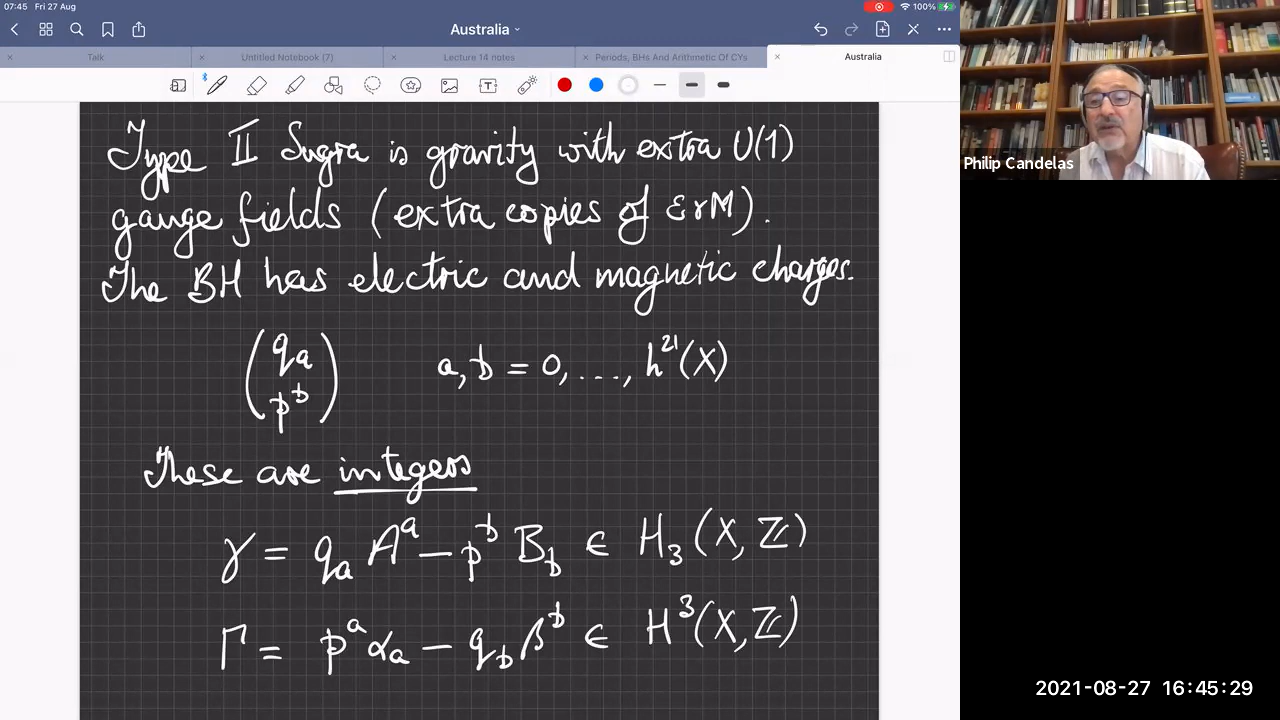 07:45 Fri 27 Aug
100%
Australia
Talk
Untitled Notebook (7)
Lecture 14 notes
Periods, BHs And Arithmetic Of CYs
Australia
Type II Sugra is gravity with extra U(1)
gauge fields (extra copies of E&M).
The BH has electric and magnetic charges.
(q_a p^b) a, b = 0, ..., h^{21}(X)
These are integers
γ = q_a A^a − p^b B_b ∈ H_3(X, ℤ)
Γ = p^a α_a − q_b β^b ∈ H^3(X, ℤ)
Philip Candelas
2021-08-27 16:45:29